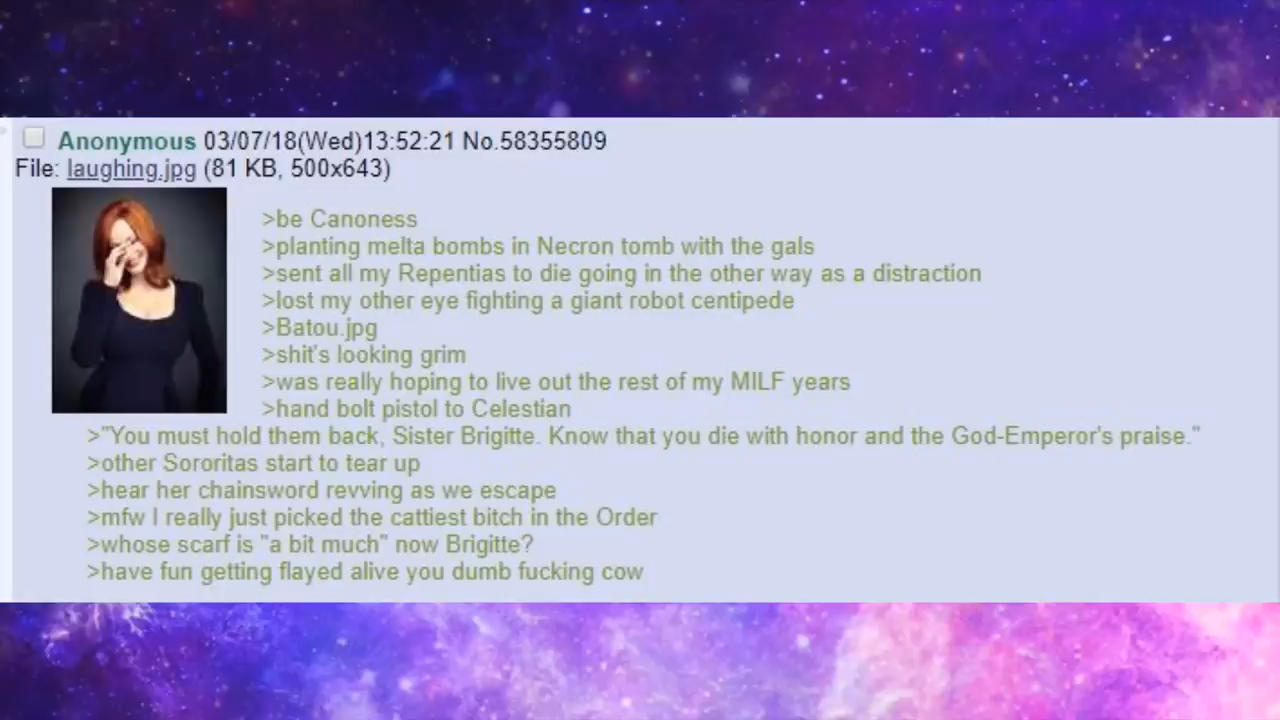 Anonymous 03/07/18(Wed)13:52:21 No.58355809
File: laughing.jpg (81 KB, 500x643)
>be Canoness
>planting melta bombs in Necron tomb with the gals
>sent all my Repentias to die going in the other way as a distraction
>lost my other eye fighting a giant robot centipede
>Batou.jpg
>shit's looking grim
>was really hoping to live out the rest of my MILF years
>hand bolt pistol to Celestian
>"You must hold them back, Sister Brigitte. Know that you die with honor and the God-Emperor's praise."
>other Sororitas start to tear up
>hear her chainsword revving as we escape
>mfw I really just picked the cattiest bitch in the Order
>whose scarf is "a bit much" now Brigitte?
>have fun getting flayed alive you dumb fucking cow